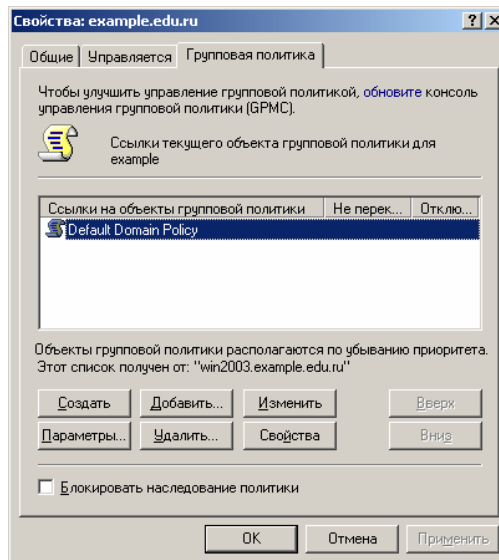 Свойства: example.edu.ru
Общие Управляется Групповая политика
Чтобы улучшить управление групповой политикой, обновите консоль
управления групповой политики (GPMC).
Ссылки текущего объекта групповой политики для
example
Ссылки на объекты групповой политики Не перек... Отклю...
Default Domain Policy
Объекты групповой политики располагаются по убыванию приоритета.
Этот список получен от: "win2003.example.edu.ru"
Создать Добавить... Изменить Вверх
Параметры... Удалить... Свойства Вниз
Блокировать наследование политики
OK Отмена Применить